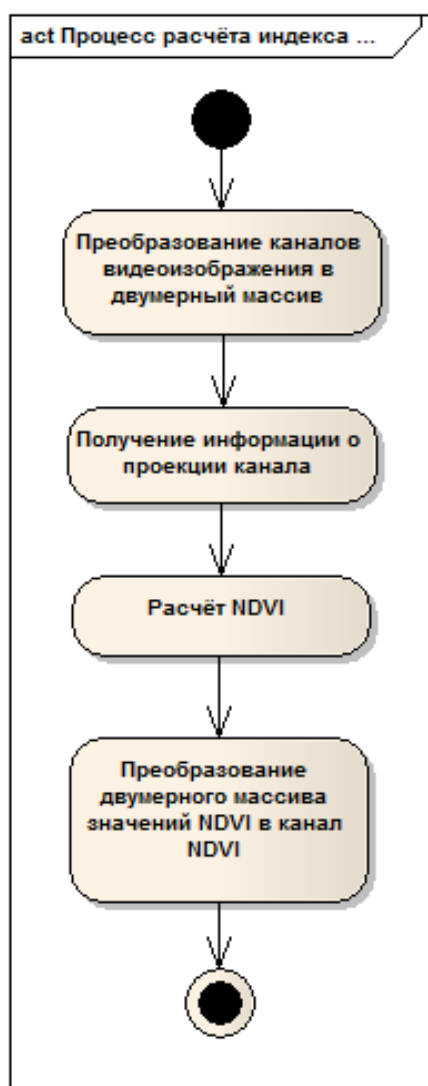 act Процесс расчёта индекса ...
Преобразование каналов
видеоизображения в
двумерный массив
Получение информации о
проекции канала
Расчёт NDVI
Преобразование
двумерного массива
значений NDVI в канал
NDVI